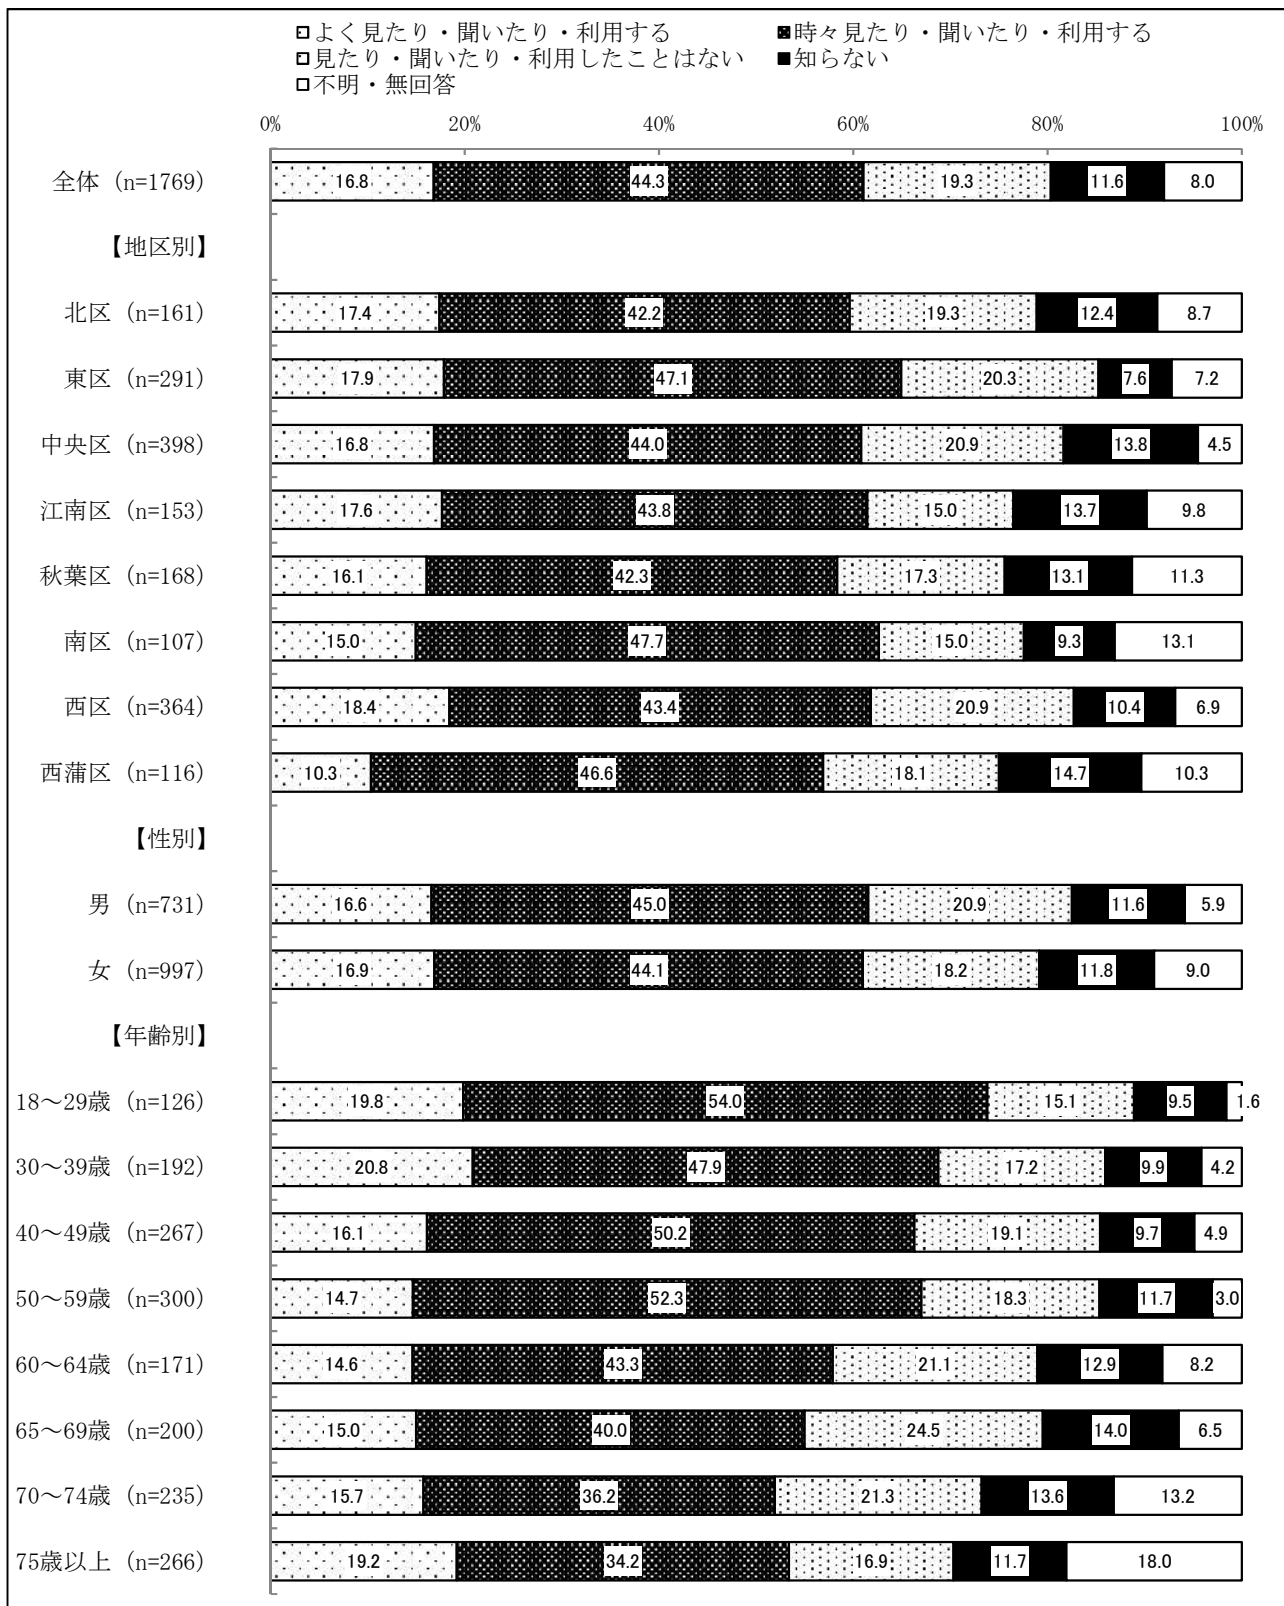 □よく見たり・聞いたり・利用する ■時々見たり・聞いたり・利用する
□見たり・聞いたり・利用したことはない ■知らない
□不明・無回答
0% 20% 40% 60% 80% 100%
全体 (n=1769) 16.8 44.3 19.3 11.6 8.0
【地区別】
北区 (n=161) 17.4 42.2 19.3 12.4 8.7
東区 (n=291) 17.9 47.1 20.3 7.6 7.2
中央区 (n=398) 16.8 44.0 20.9 13.8 4.5
江南区 (n=153) 17.6 43.8 15.0 13.7 9.8
秋葉区 (n=168) 16.1 42.3 17.3 13.1 11.3
南区 (n=107) 15.0 47.7 15.0 9.3 13.1
西区 (n=364) 18.4 43.4 20.9 10.4 6.9
西蒲区 (n=116) 10.3 46.6 18.1 14.7 10.3
【性別】
男 (n=731) 16.6 45.0 20.9 11.6 5.9
女 (n=997) 16.9 44.1 18.2 11.8 9.0
【年齢別】
18～29歳 (n=126) 19.8 54.0 15.1 9.5 1.6
30～39歳 (n=192) 20.8 47.9 17.2 9.9 4.2
40～49歳 (n=267) 16.1 50.2 19.1 9.7 4.9
50～59歳 (n=300) 14.7 52.3 18.3 11.7 3.0
60～64歳 (n=171) 14.6 43.3 21.1 12.9 8.2
65～69歳 (n=200) 15.0 40.0 24.5 14.0 6.5
70～74歳 (n=235) 15.7 36.2 21.3 13.6 13.2
75歳以上 (n=266) 19.2 34.2 16.9 11.7 18.0